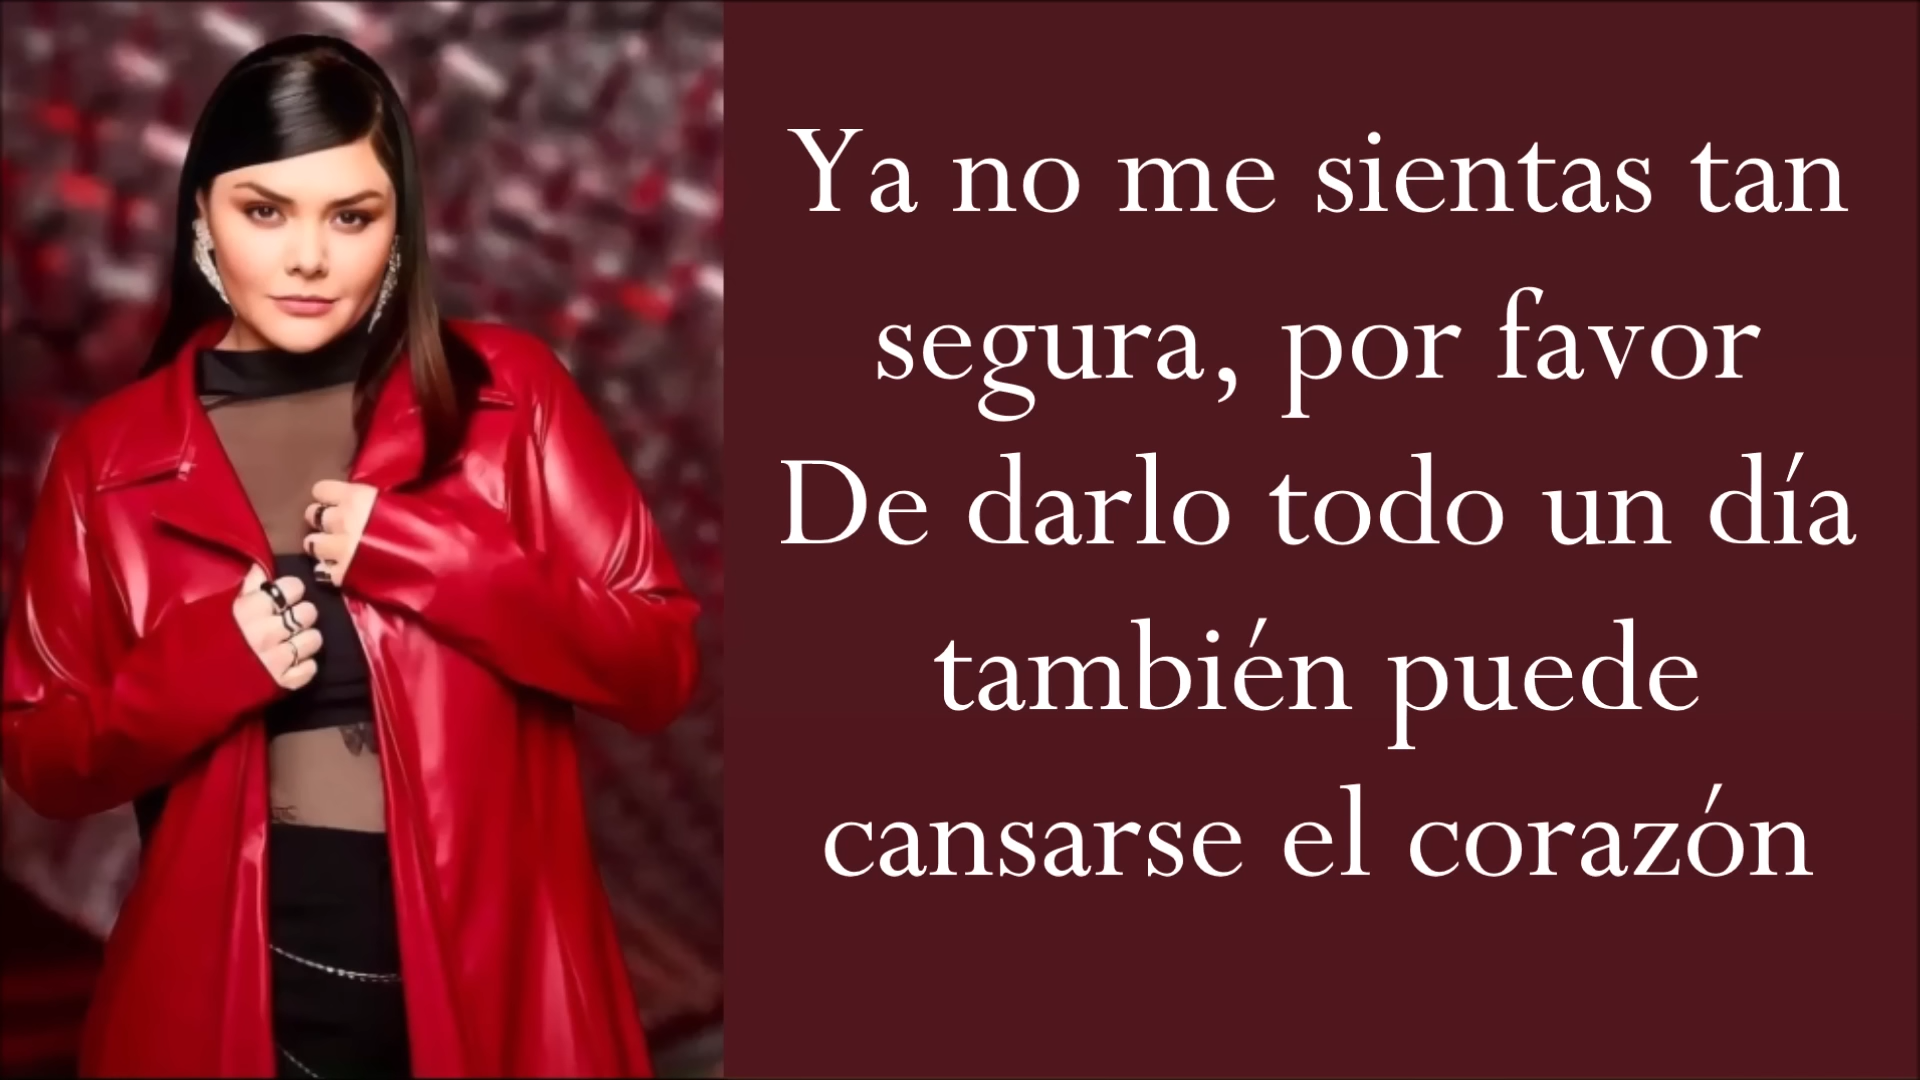 Ya no me sientas tan
segura, por favor
De darlo todo un día
también puede
cansarse el corazón